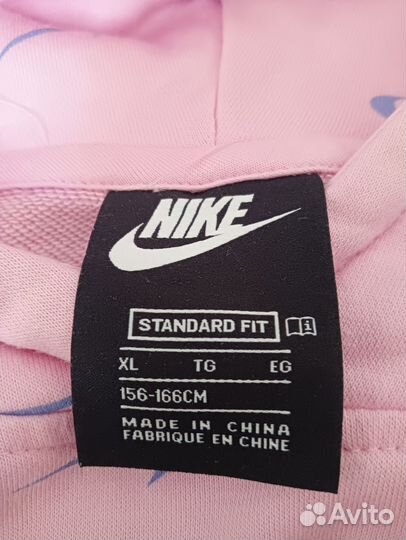 NIKE
STANDARD FIT
XL TG EG
156-166CM
MADE IN CHINA
FABRIQUE EN CHINE
Avito